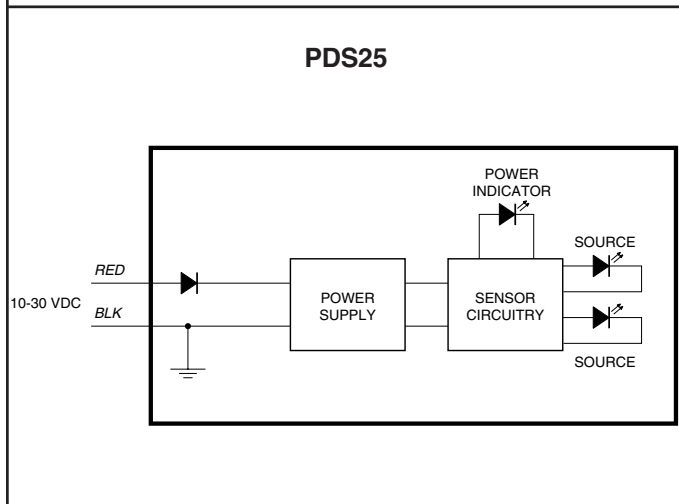 PDS25
POWER
INDICATOR
SOURCE
RED
10-30 VDC
BLK
POWER
SUPPLY
SENSOR
CIRCUITRY
SOURCE